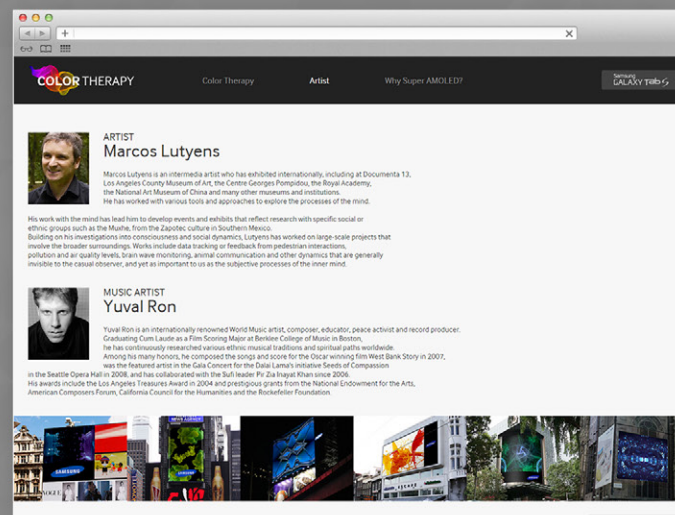 COLOR THERAPY
Color Therapy
Artist
Why Super AMOLED?
Samsung
GALAXY Tab S
ARTIST
Marcos Lutyens
Marcos Lutyens is an intermedia artist who has exhibited internationally, including at Documenta 13,
Los Angeles County Museum of Art, the Centre Georges Pompidou, the Royal Academy,
the National Art Museum of China and many other museums and institutions.
He has worked with various tools and approaches to explore the processes of the mind.
His work with the mind has lead him to develop events and exhibits that reflect research with specific social or
ethnic groups such as the Muxhe, from the Zapotec culture in Southern Mexico.
Building on his investigations into consciousness and social dynamics, Lutyens has worked on large-scale projects that
involve the broader surroundings. Works include data tracking or feedback from pedestrian interactions,
pollution and air quality levels, brain wave monitoring, animal communication and other dynamics that are generally
invisible to the casual observer, and yet as important to us as the subjective processes of the inner mind.
MUSIC ARTIST
Yuval Ron
Yuval Ron is an internationally renowned World Music artist, composer, educator, peace activist and record producer.
Graduating Cum Laude as a Film Scoring Major at Berklee College of Music in Boston,
he has continuously researched various ethnic musical traditions and spiritual paths worldwide.
Among his many honors, he composed the songs and score for the Oscar winning film West Bank Story in 2007,
was the featured artist in the Gala Concert for the Dalai Lama's initiative Seeds of Compassion
in the Seattle Opera Hall in 2008, and has collaborated with the Sufi leader Pir Zia Inayat Khan since 2006.
His awards include the Los Angeles Treasures Award in 2004 and prestigious grants from the National Endowment for the Arts,
American Composers Forum, California Council for the Humanities and the Rockefeller Foundation.
SAMSUNG
VOGUE